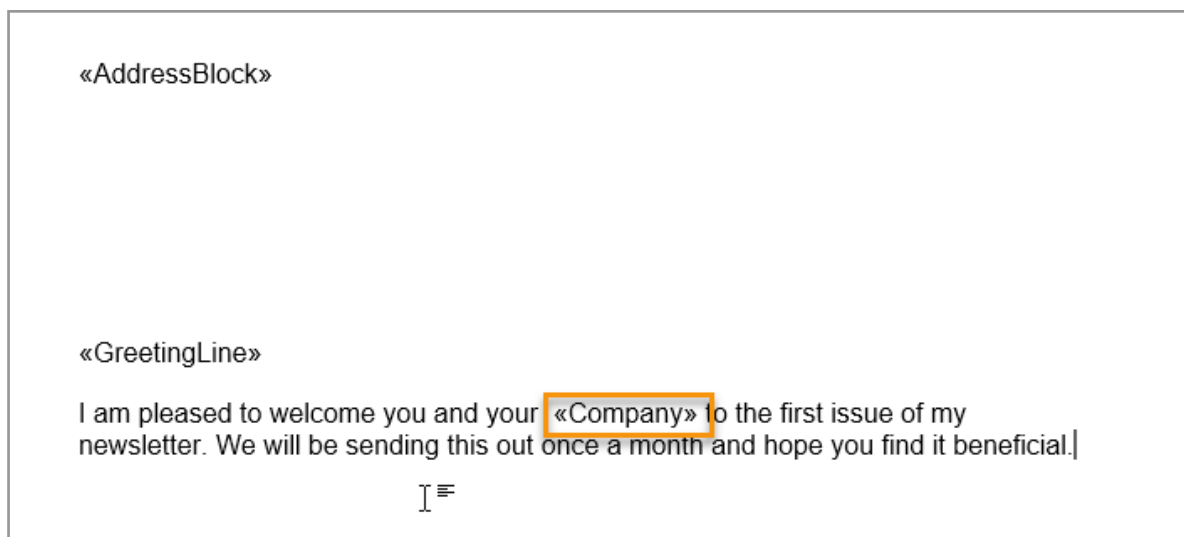 «AddressBlock»
«GreetingLine»
I am pleased to welcome you and your «Company» to the first issue of my
newsletter. We will be sending this out once a month and hope you find it beneficial.